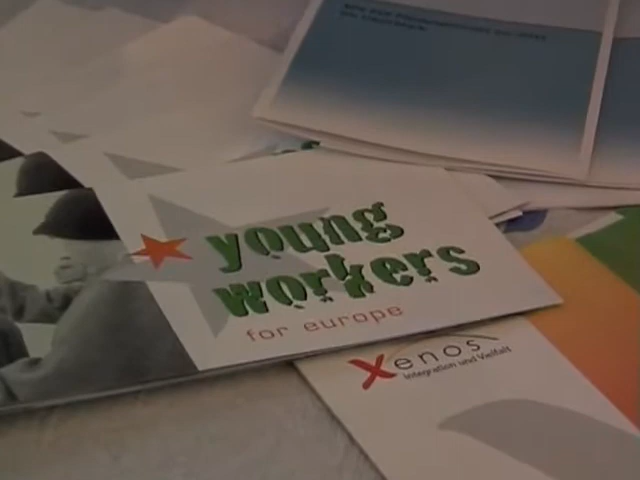 young
workers
for europe
Xenos
Integration und Vielfalt